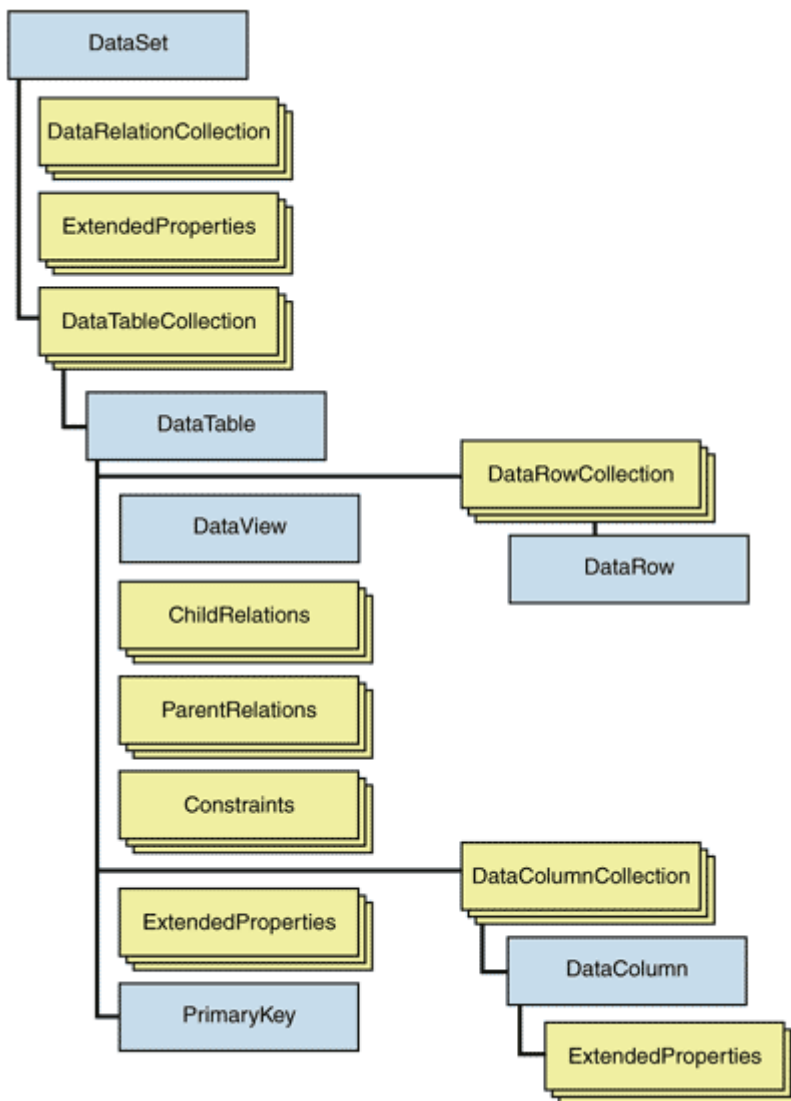 DataSet
DataRelationCollection
ExtendedProperties
DataTableCollection
DataTable
DataRowCollection
DataView
DataRow
ChildRelations
ParentRelations
Constraints
DataColumnCollection
ExtendedProperties
DataColumn
PrimaryKey
ExtendedProperties